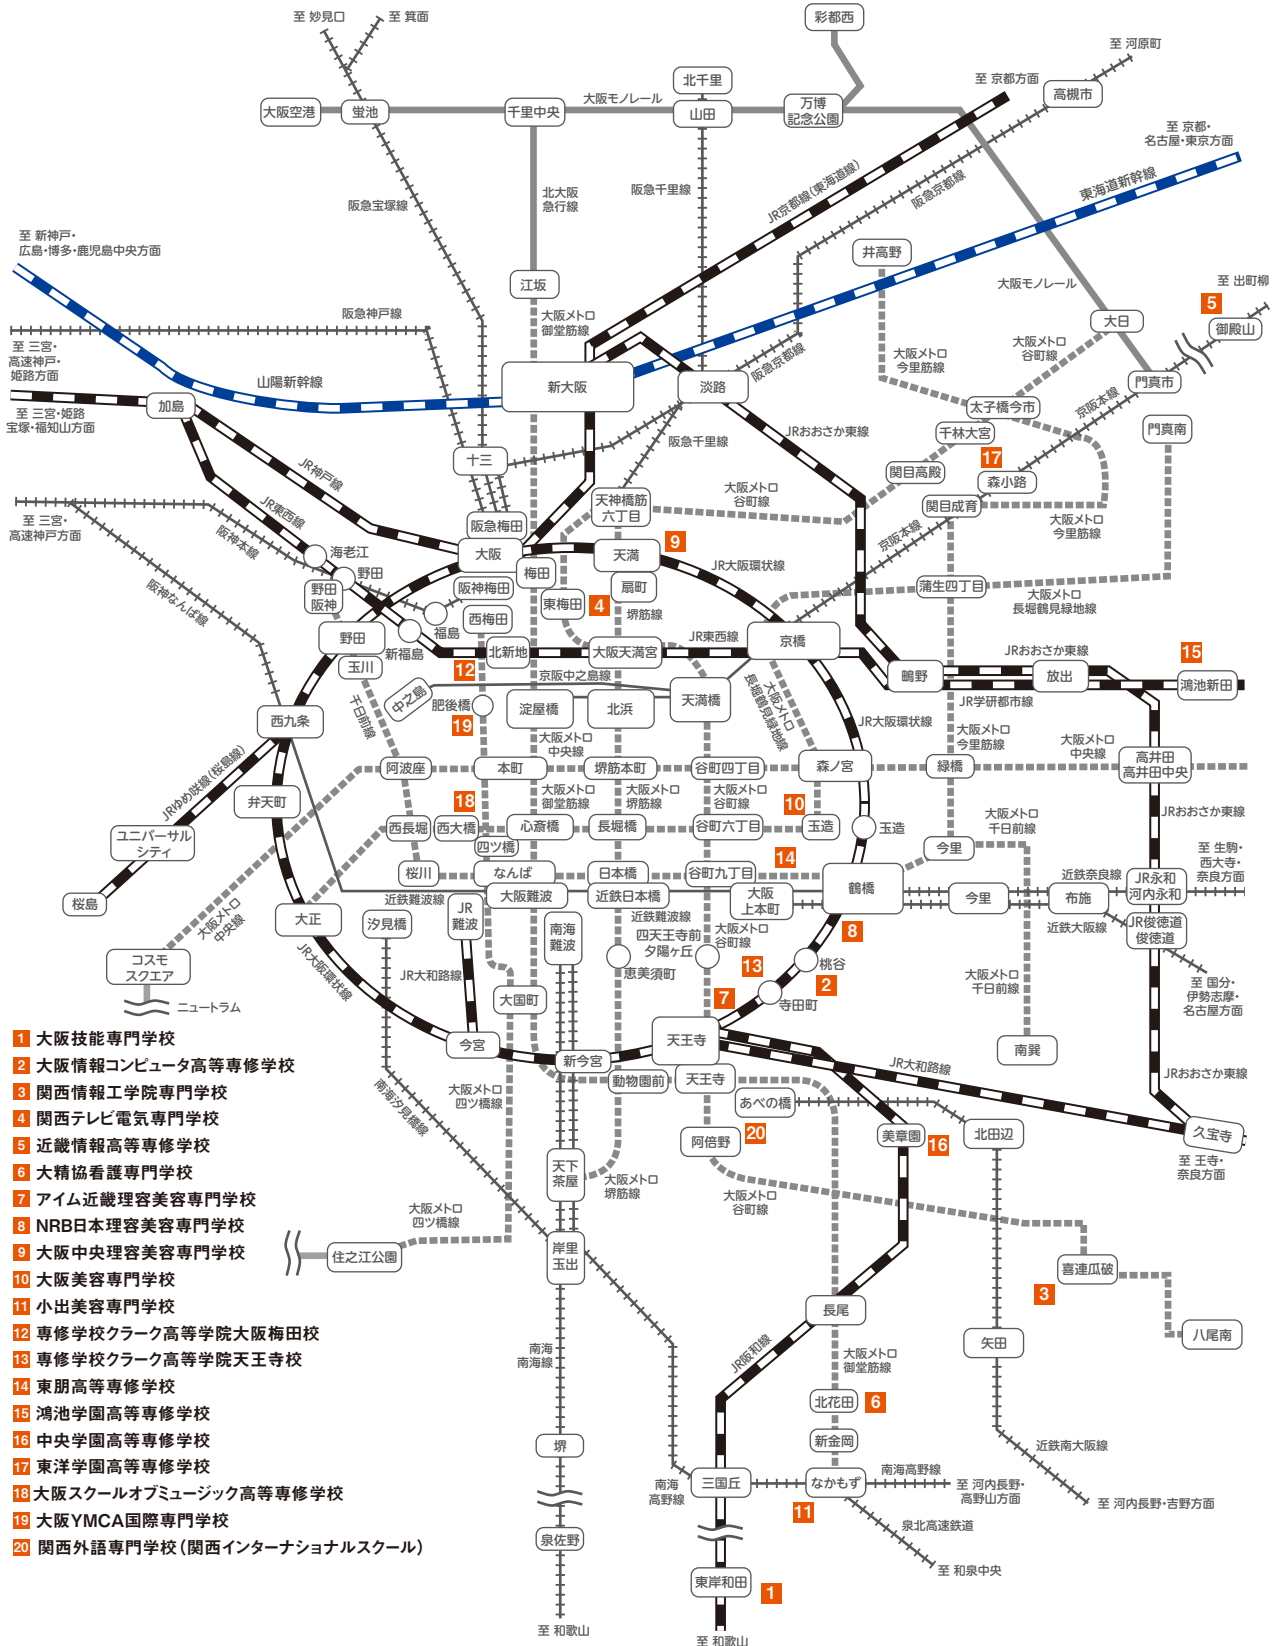 至 妙見口
至 箕面
彩都西
至 河原町
北千里
至 京都方面
高槻市
大阪モノレール
大阪空港
蛍池
千里中央
山田
万博
記念公園
至 京都・
名古屋・東京方面
JR京都線(東海道線)
東海道新幹線
阪急京都線
北大阪
急行線
阪急千里線
阪急宝塚線
至 新神戸・
広島・博多・鹿児島中央方面
井高野
江坂
大阪モノレール
至 出町柳
5
御殿山
大阪メトロ
御堂筋線
阪急神戸線
大日
大阪メトロ
谷町線
大阪メトロ
今里筋線
至 三宮・
高速神戸・
姫路方面
阪急京都線
山陽新幹線
新大阪
淡路
門真市
京阪本線
加島
太子橋今市
至 三宮・姫路
宝塚・福知山方面
JRおおさか東線
千林大宮
門真南
阪急千里線
17
十三
JR神戸線
関目高殿
森小路
JR東西線
大阪メトロ
谷町線
天神橋筋
六丁目
関目成育
至 三宮・
高速神戸方面
阪神本線
阪急梅田
大阪メトロ
今里筋線
京阪本線
海老江
大阪
天満
9
JR大阪環状線
野田
梅田
野田
阪神
阪神梅田
扇町
蒲生四丁目
阪神なんば線
東梅田
4
堺筋線
大阪メトロ
長堀鶴見緑地線
西梅田
福島
野田
新福島
JR東西線
京橋
北新地
大阪天満宮
JRおおさか東線
玉川
12
京阪中之島線
鴫野
放出
15
鴻池新田
中之島
肥後橋
淀屋橋
北浜
天満橋
大阪メトロ
長堀鶴見緑地線
JR学研都市線
西九条
千日前線
19
JR大阪環状線
大阪メトロ
中央線
大阪メトロ
今里筋線
大阪メトロ
中央線
JRゆめ咲線(桜島線)
阿波座
本町
堺筋本町
谷町四丁目
森ノ宮
緑橋
高井田
高井田中央
弁天町
大阪メトロ
御堂筋線
大阪メトロ
堺筋線
大阪メトロ
谷町線
18
10
JRおおさか東線
ユニバーサル
シティ
西長堀
西大橋
心斎橋
長堀橋
谷町六丁目
玉造
玉造
大阪メトロ
千日前線
四ツ橋
今里
14
至 生駒・
西大寺・
奈良方面
桜川
なんば
日本橋
谷町九丁目
鶴橋
近鉄奈良線
JR永和
河内永和
桜島
近鉄難波線
大阪難波
近鉄日本橋
大阪
上本町
今里
布施
大正
汐見橋
JR
難波
近鉄難波線
近鉄大阪線
JR俊徳道
俊徳道
大阪メトロ
中央線
南海
難波
四天王寺前
夕陽ヶ丘
大阪メトロ
谷町線
8
コスモ
スクエア
JR大阪環状線
JR大和路線
恵美須町
13
桃谷
大阪メトロ
千日前線
2
至 国分・
伊勢志摩・
名古屋方面
ニュートラム
大国町
7
寺田町
天王寺
今宮
新今宮
南巽
JR大和路線
JRおおさか東線
動物園前
天王寺
南海汐見橋線
大阪メトロ
四ツ橋線
あべの橋
阿倍野
20
美章園
16
北田辺
久宝寺
至 王寺・
奈良方面
天下
茶屋
大阪メトロ
堺筋線
大阪メトロ
谷町線
大阪メトロ
四ツ橋線
住之江公園
岸里
玉出
喜連瓜破
3
長尾
八尾南
矢田
JR阪和線
南海
南海線
大阪メトロ
御堂筋線
北花田
6
新金岡
堺
近鉄南大阪線
南海
高野線
三国丘
なかもず
南海高野線
至 河内長野・
高野山方面
至 河内長野・吉野方面
11
泉北高速鉄道
泉佐野
至 和泉中央
東岸和田
1
至 和歌山
至 和歌山
1 大阪技能専門学校
2 大阪情報コンピュータ高等専修学校
3 関西情報工学院専門学校
4 関西テレビ電気専門学校
5 近畿情報高等専修学校
6 大精協看護専門学校
7 アイム近畿理容美容専門学校
8 NRB日本理容美容専門学校
9 大阪中央理容美容専門学校
10 大阪美容専門学校
11 小出美容専門学校
12 専修学校クラーク高等学院大阪梅田校
13 専修学校クラーク高等学院天王寺校
14 東朋高等専修学校
15 鴻池学園高等専修学校
16 中央学園高等専修学校
17 東洋学園高等専修学校
18 大阪スクールオブミュージック高等専修学校
19 大阪YMCA国際専門学校
20 関西外語専門学校(関西インターナショナルスクール)